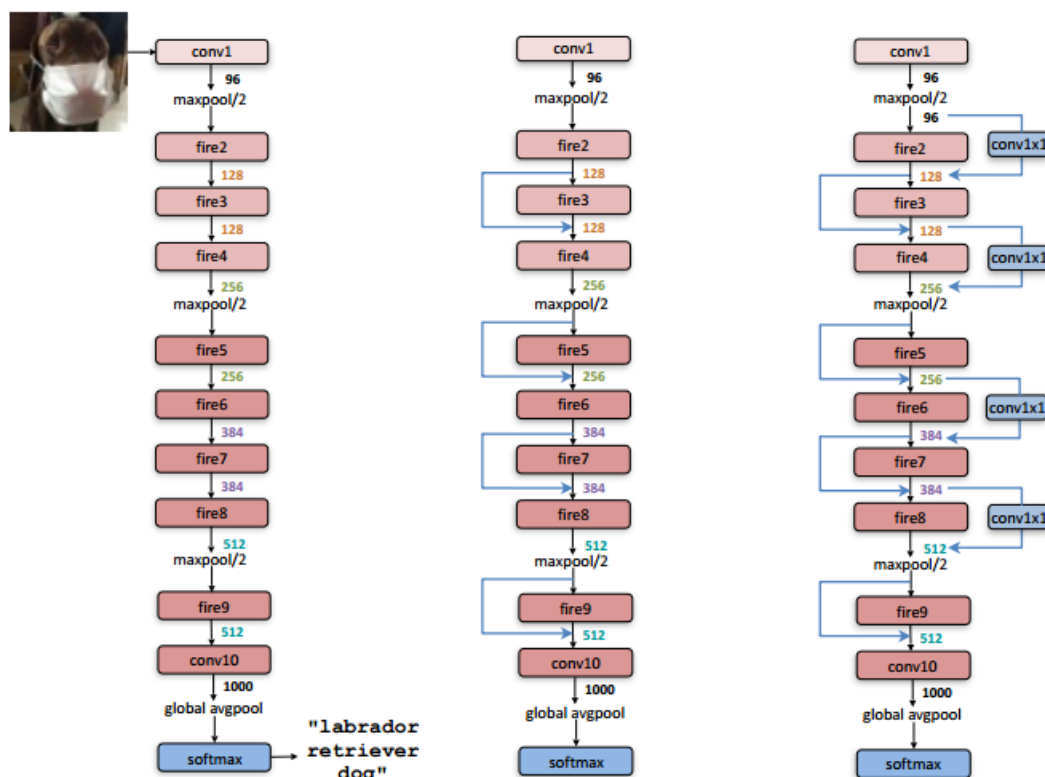 conv1
96
maxpool/2
fire2
128
fire3
128
fire4
256
maxpool/2
fire5
256
fire6
384
fire7
384
fire8
512
maxpool/2
fire9
512
conv10
1000
global avgpool
softmax
"labrador
retriever
dog"
conv1
96
maxpool/2
fire2
128
fire3
128
fire4
256
maxpool/2
fire5
256
fire6
384
fire7
384
fire8
512
maxpool/2
fire9
512
conv10
1000
global avgpool
softmax
conv1
96
maxpool/2
96
conv1x1
fire2
128
fire3
128
conv1x1
fire4
256
maxpool/2
fire5
256
conv1x1
fire6
384
fire7
384
conv1x1
fire8
512
maxpool/2
fire9
512
conv10
1000
global avgpool
softmax